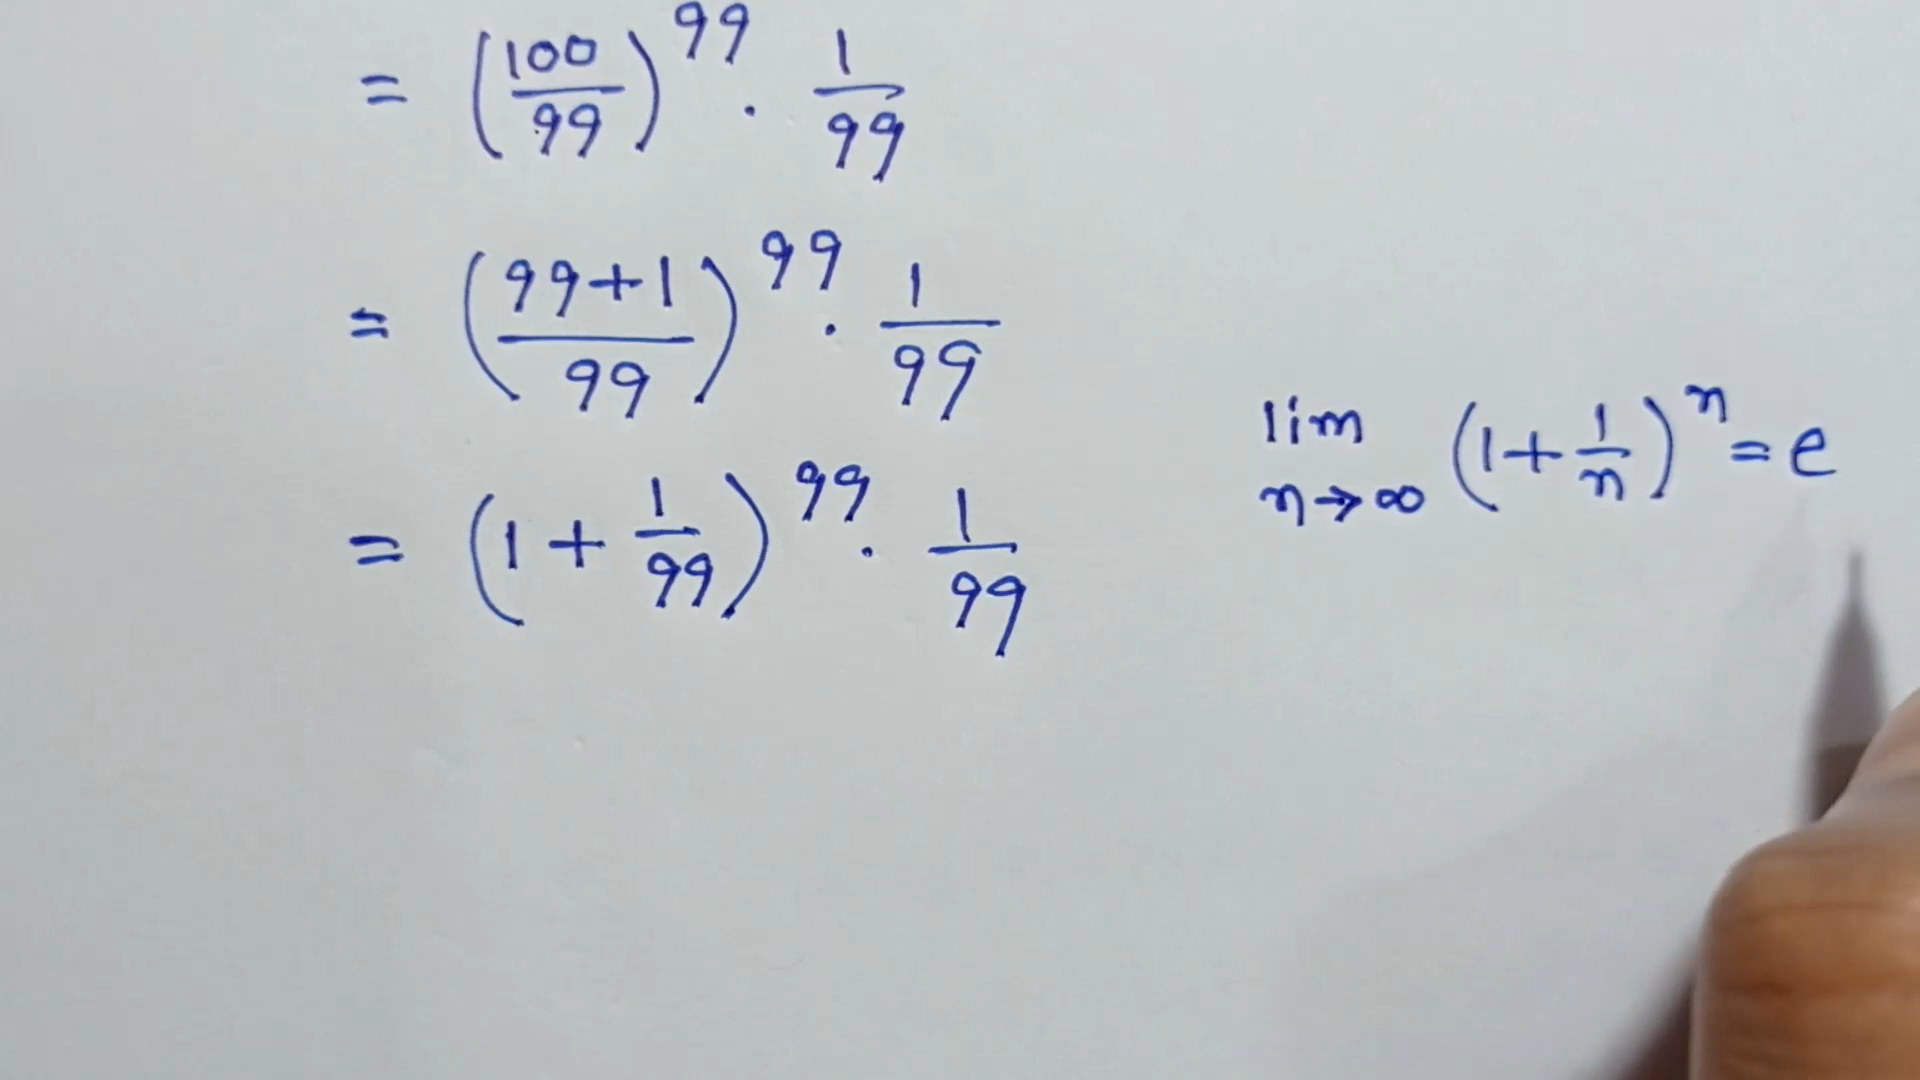 = (100/99)^99 · 1/99
= (99+1/99)^99 · 1/99
= (1 + 1/99)^99 · 1/99
lim n→∞ (1 + 1/n)^n = e